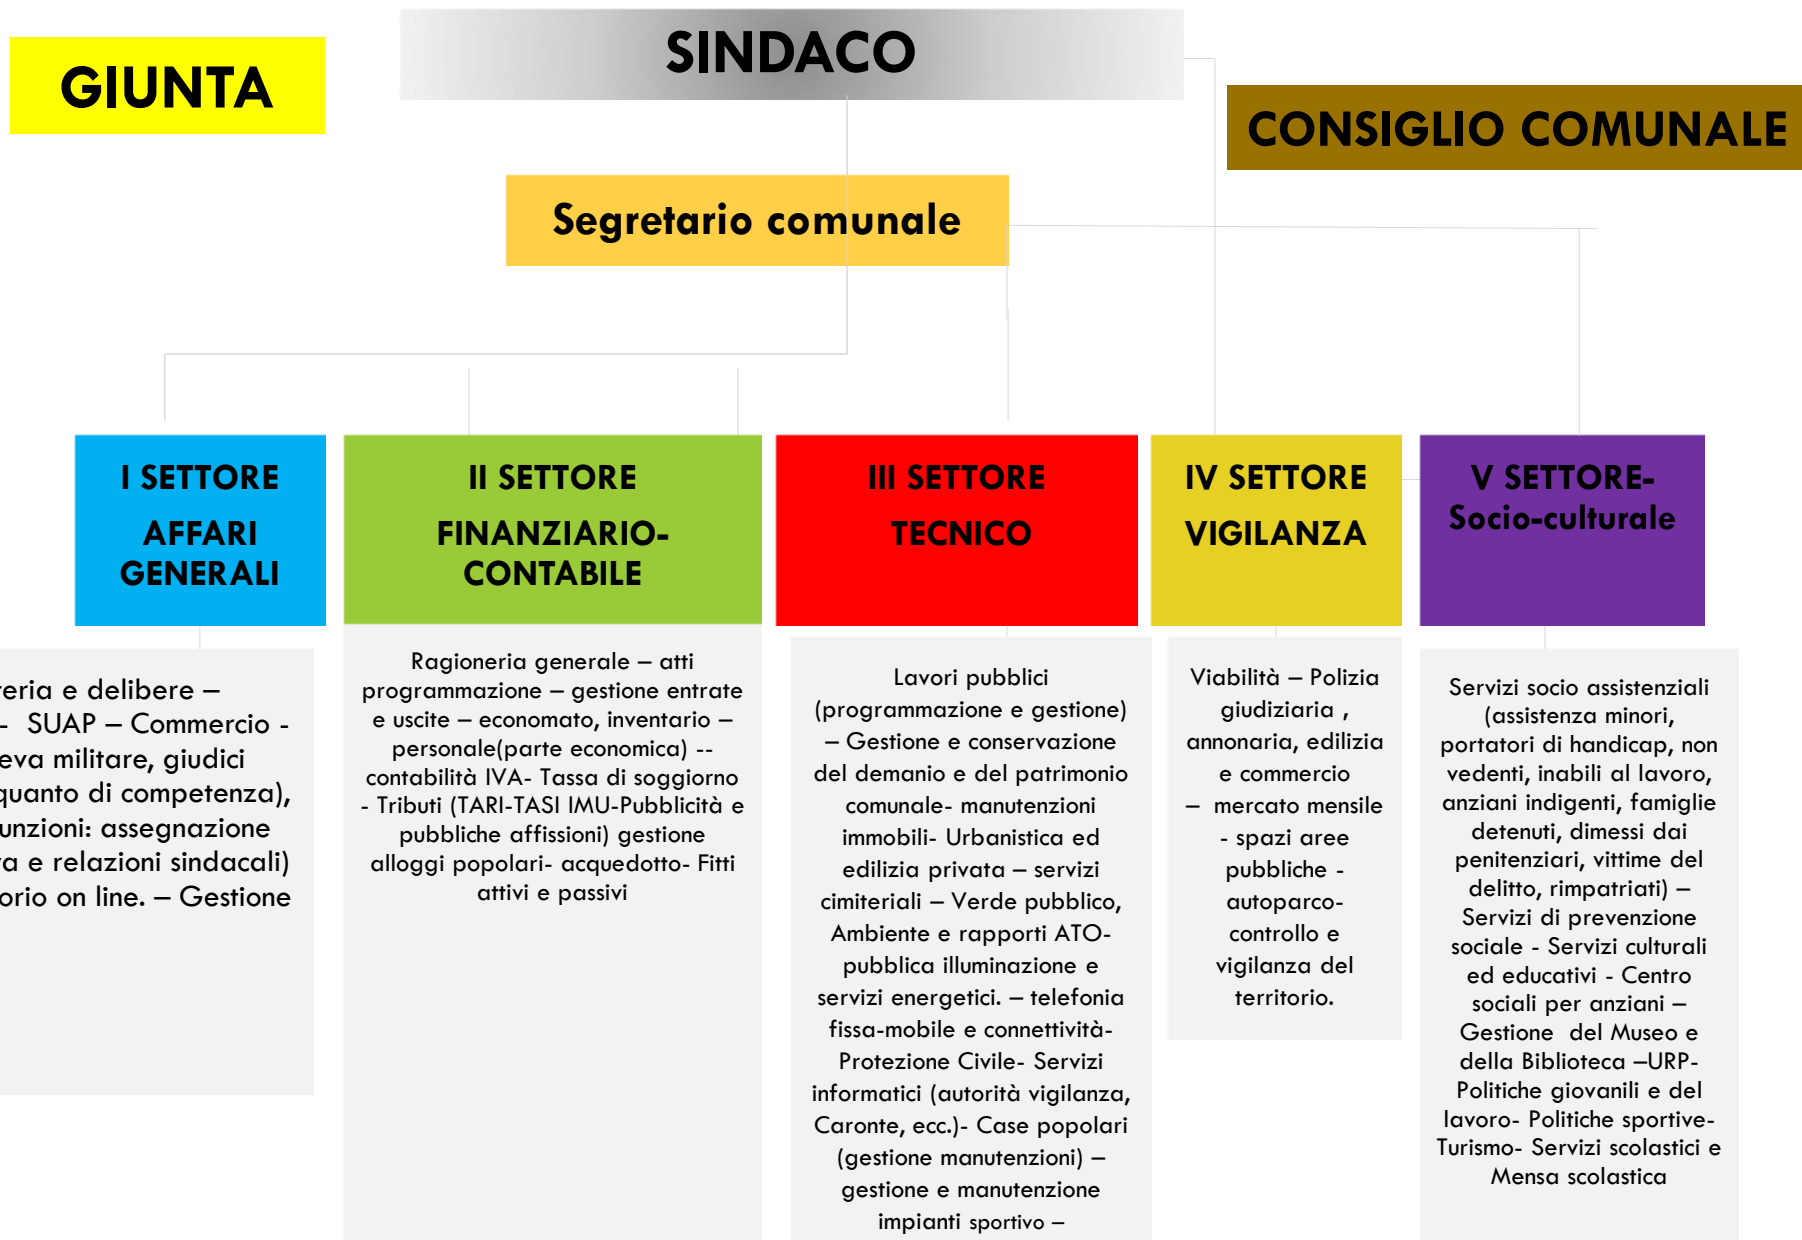 SINDACO
GIUNTA
CONSIGLIO COMUNALE
Segretario comunale
I SETTORE
AFFARI
GENERALI
II SETTORE
FINANZIARIO-
CONTABILE
III SETTORE
TECNICO
IV SETTORE
VIGILANZA
V SETTORE-
Socio-culturale
e delibere –
- SUAP – Commercio -
militare, giudici
quanto di competenza),
assegnazione
e relazioni sindacali)
on line. – Gestione
Ragioneria generale – atti
programmazione – gestione entrate
e uscite – economato, inventario –
personale(parte economica) --
contabilità IVA- Tassa di soggiorno
- Tributi (TARI-TASI IMU-Pubblicità e
pubbliche affissioni) gestione
alloggi popolari- acquedotto- Fitti
attivi e passivi
Lavori pubblici
(programmazione e gestione)
– Gestione e conservazione
del demanio e del patrimonio
comunale- manutenzioni
immobili- Urbanistica ed
edilizia privata – servizi
cimiteriali – Verde pubblico,
Ambiente e rapporti ATO-
pubblica illuminazione e
servizi energetici. – telefonia
fissa-mobile e connettività-
Protezione Civile- Servizi
informatici (autorità vigilanza,
Caronte, ecc.)- Case popolari
(gestione manutenzioni) –
gestione e manutenzione
impianti sportivo –
Viabilità – Polizia
giudiziaria ,
annonaria, edilizia
e commercio
– mercato mensile
- spazi aree
pubbliche -
autoparco-
controllo e
vigilanza del
territorio.
Servizi socio assistenziali
(assistenza minori,
portatori di handicap, non
vedenti, inabili al lavoro,
anziani indigenti, famiglie
detenuti, dimessi dai
penitenziari, vittime del
delitto, rimpatriati) –
Servizi di prevenzione
sociale - Servizi culturali
ed educativi - Centro
sociali per anziani –
Gestione del Museo e
della Biblioteca –URP-
Politiche giovanili e del
lavoro- Politiche sportive-
Turismo- Servizi scolastici e
Mensa scolastica